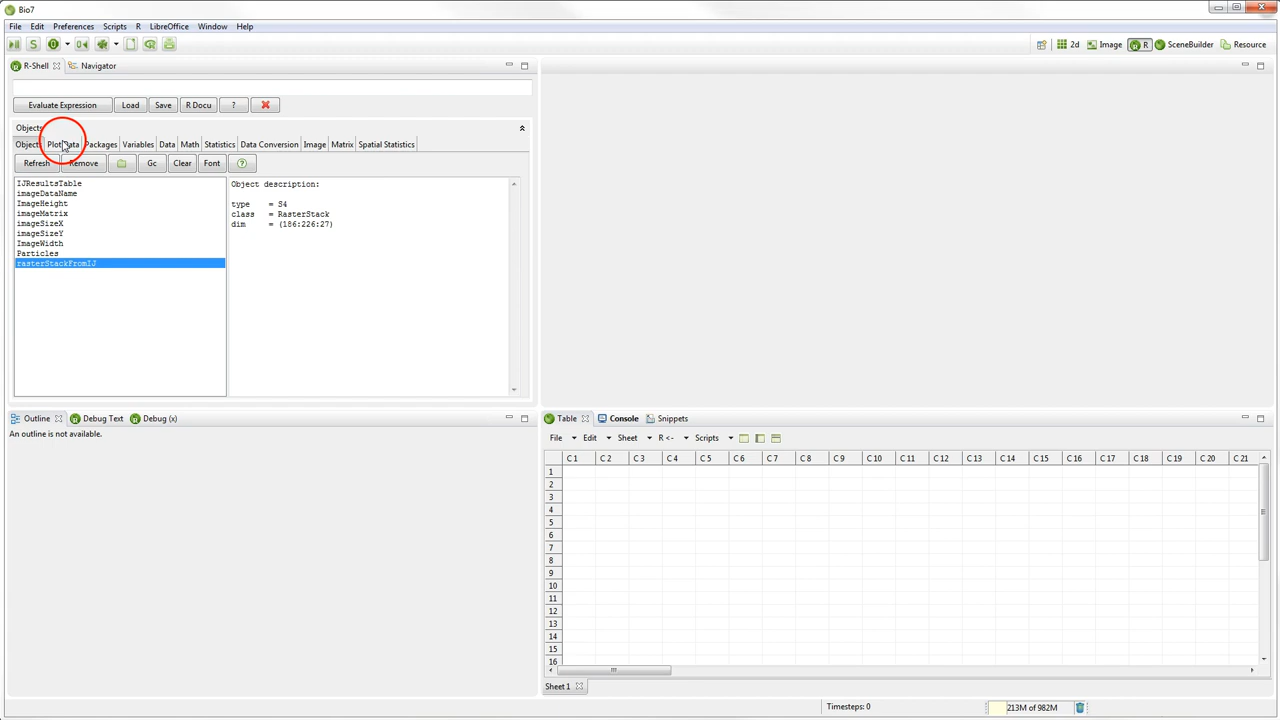 Bio7
File Edit Preferences Scripts R LibreOffice Window Help
2d Image R SceneBuilder Resource
R-Shell Navigator
Evaluate Expression Load Save R Docu ?
Objects
Objects Plot Data Packages Variables Data Math Statistics Data Conversion Image Matrix Spatial Statistics
Refresh Remove Gc Clear Font
IJResultsTable
imageDataName
ImageHeight
imageMatrix
imageSizeX
imageSizeY
ImageWidth
Particles
rasterStackFromIJ
Object description:
type = S4
class = RasterStack
dim = (186:226:27)
Outline Debug Text Debug (x)
An outline is not available.
Table Console Snippets
File Edit Sheet R <- Scripts
C 1 C 2 C 3 C 4 C 5 C 6 C 7 C 8 C 9 C 10 C 11 C 12 C 13 C 14 C 15 C 16 C 17 C 18 C 19 C 20 C 21
1
2
3
4
5
6
7
8
9
10
11
12
13
14
15
16
Sheet 1
Timesteps: 0
213M of 982M